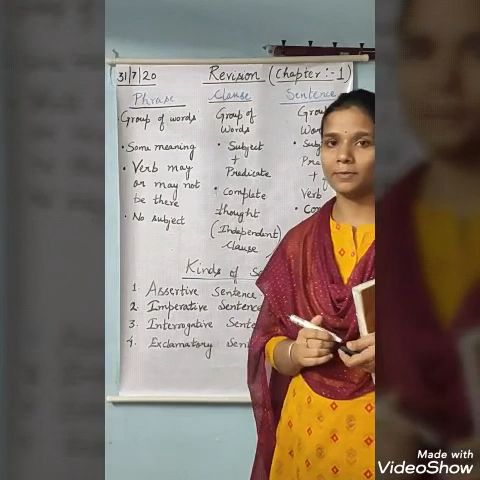 31/7/20 Revision (Chapter :- 1)
Phrase Clause Sentence
Group of words
• Some meaning
• Verb may
or may not
be there
• No subject
Group of
Words
• Subject
+
Predicate
• Complete
thought
(Independent)
Clause
+
Verb
Kinds of
1. Assertive Sentence
2. Imperative Sentence
3. Interrogative
4. Exclamatory
Made with
VideoShow